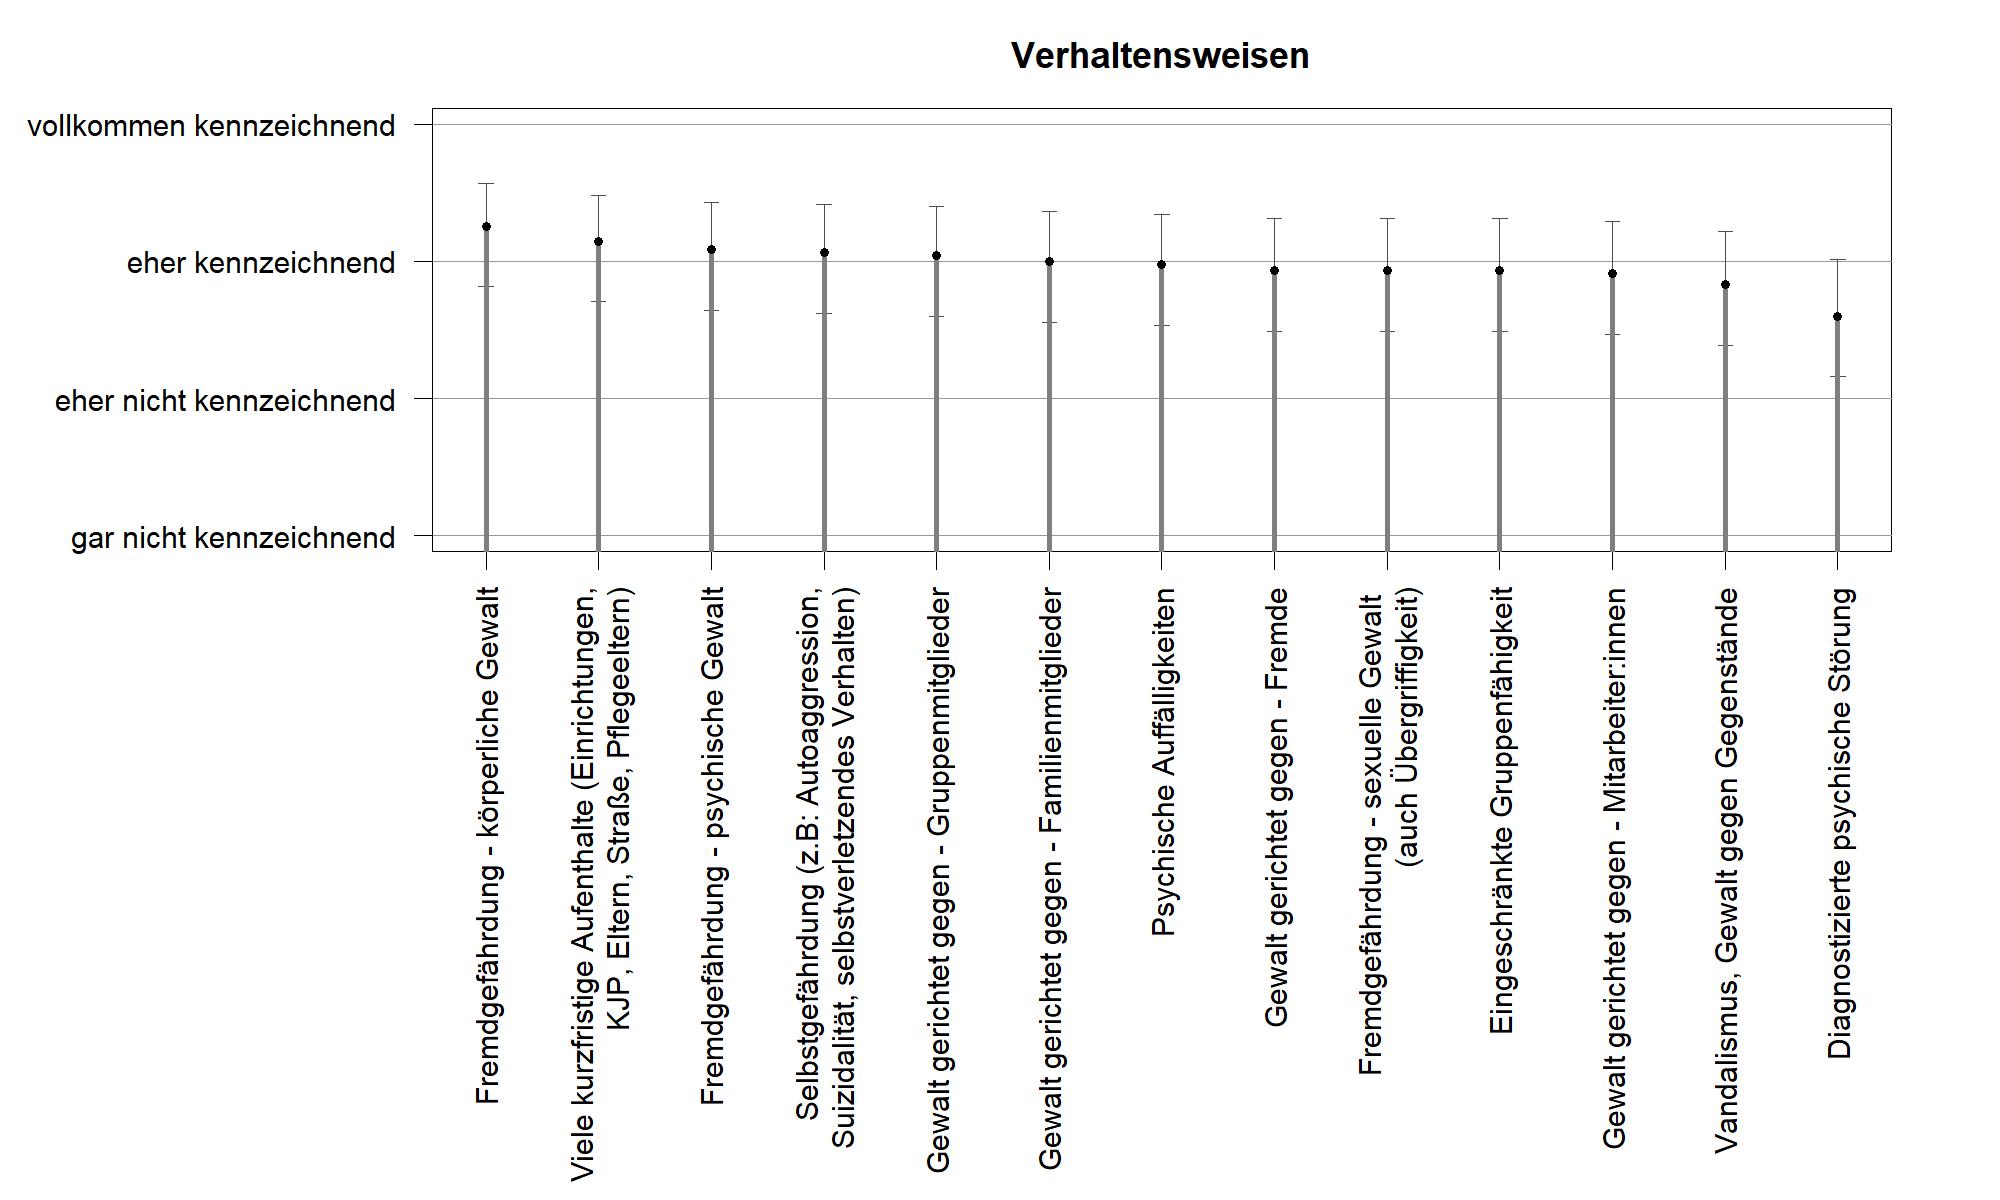 Verhaltensweisen
vollkommen kennzeichnend
eher kennzeichnend
eher nicht kennzeichnend
gar nicht kennzeichnend
Fremdgefährdung - körperliche Gewalt
Viele kurzfristige Aufenthalte (Einrichtungen,
KJP, Eltern, Straße, Pflegeeltern)
Fremdgefährdung - psychische Gewalt
Selbstgefährdung (z.B: Autoaggression,
Suizidalität, selbstverletzendes Verhalten)
Gewalt gerichtet gegen - Gruppenmitglieder
Gewalt gerichtet gegen - Familienmitglieder
Psychische Auffälligkeiten
Gewalt gerichtet gegen - Fremde
Fremdgefährdung - sexuelle Gewalt
(auch Übergriffigkeit)
Eingeschränkte Gruppenfähigkeit
Gewalt gerichtet gegen - Mitarbeiter:innen
Vandalismus, Gewalt gegen Gegenstände
Diagnostizierte psychische Störung